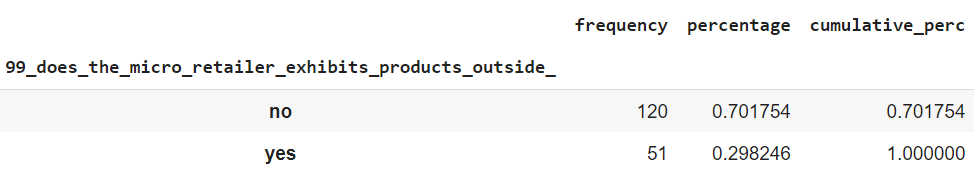 frequency percentage cumulative_perc
99_does_the_micro_retailer_exhibits_products_outside_
no 120 0.701754 0.701754
yes 51 0.298246 1.000000